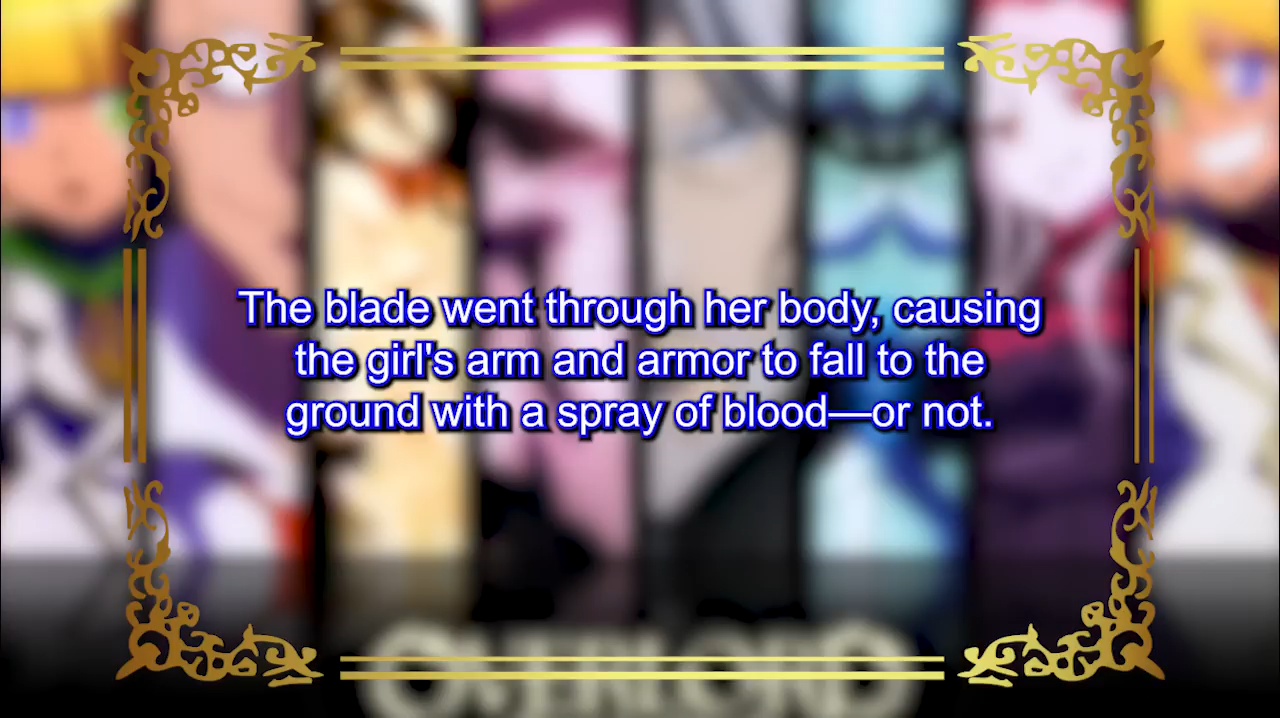 The blade went through her body, causing
the girl's arm and armor to fall to the
ground with a spray of blood—or not.
OVERLORD